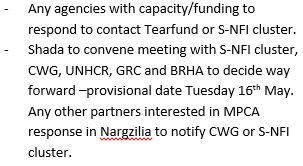 - Any agencies with capacity/funding to
respond to contact Tearfund or S-NFI cluster.
- Shada to convene meeting with S-NFI cluster,
CWG, UNHCR, GRC and BRHA to decide way
forward –provisional date Tuesday 16th May.
Any other partners interested in MPCA
response in Nargzilia to notify CWG or S-NFI
cluster.